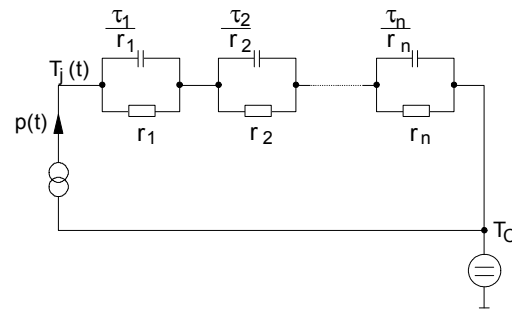 τ1 τ2 τn
r1 r2 rn
Tj (t)
p(t)
r1 r2 rn
TC